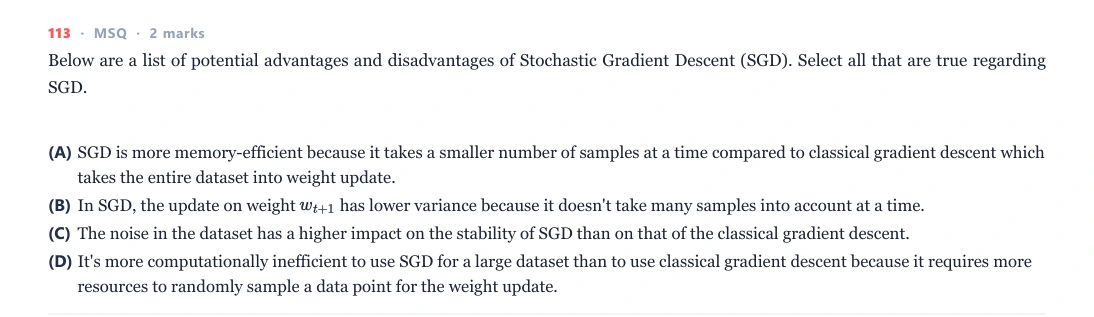 113 · MSQ · 2 marks
Below are a list of potential advantages and disadvantages of Stochastic Gradient Descent (SGD). Select all that are true regarding
SGD.
(A) SGD is more memory-efficient because it takes a smaller number of samples at a time compared to classical gradient descent which
takes the entire dataset into weight update.
(B) In SGD, the update on weight w_{t+1} has lower variance because it doesn't take many samples into account at a time.
(C) The noise in the dataset has a higher impact on the stability of SGD than on that of the classical gradient descent.
(D) It's more computationally inefficient to use SGD for a large dataset than to use classical gradient descent because it requires more
resources to randomly sample a data point for the weight update.